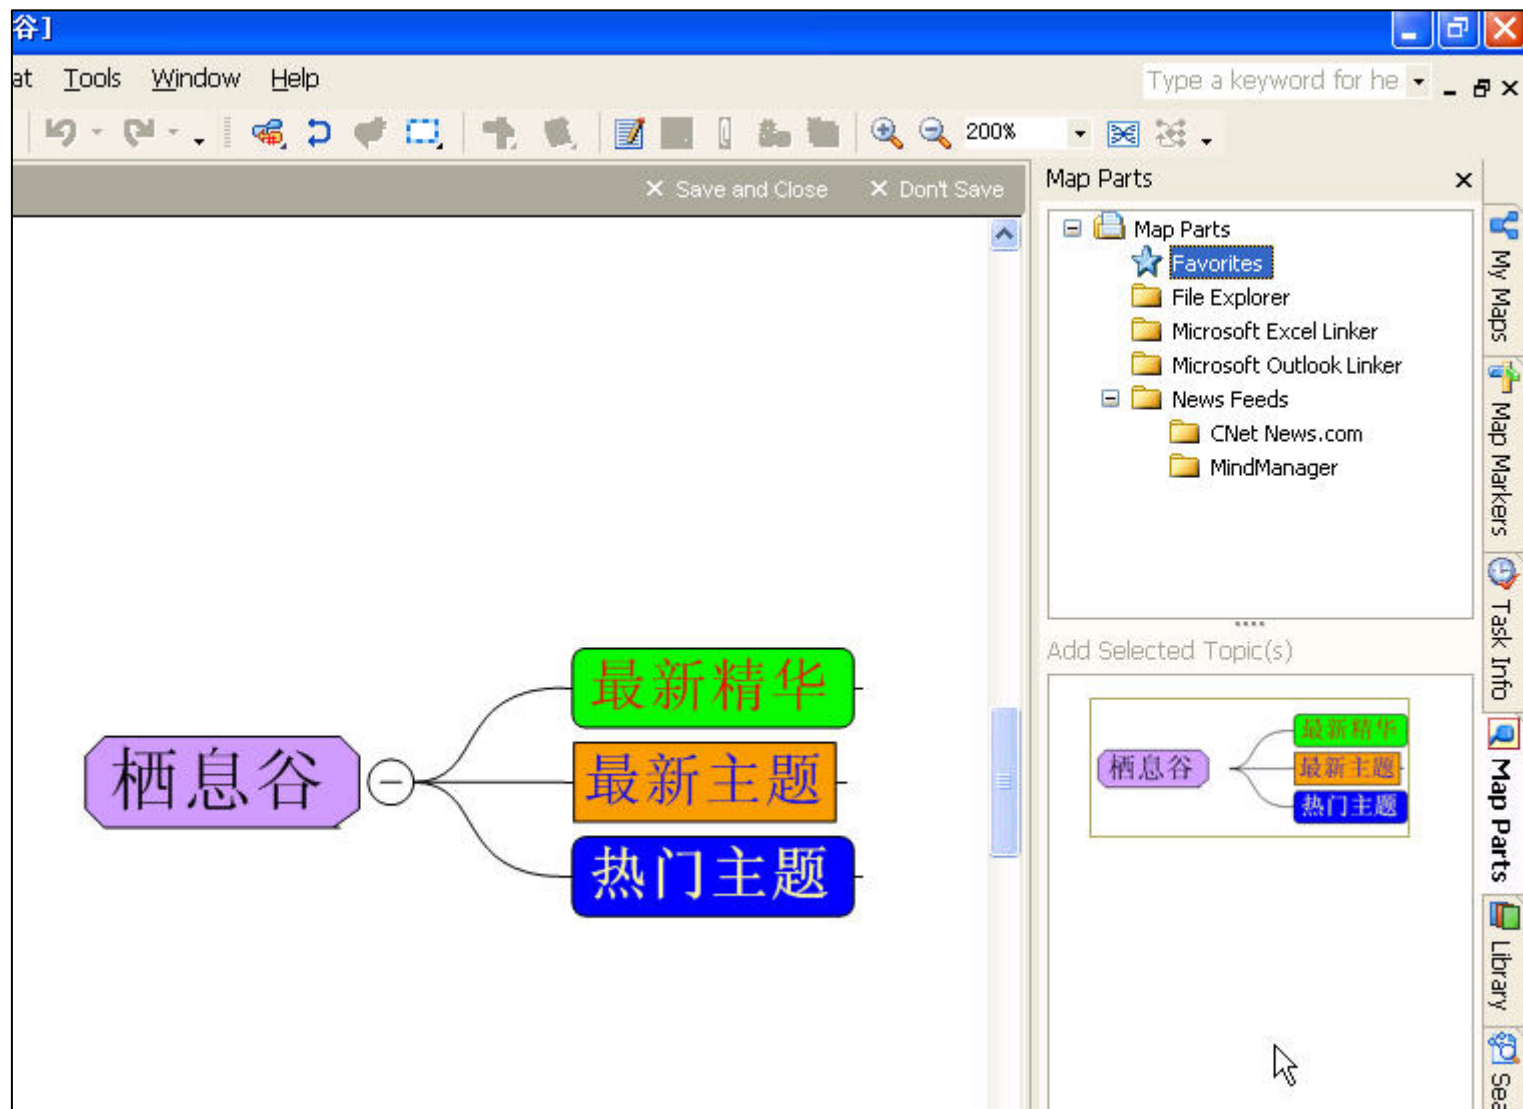 谷]
at Tools Window Help
Type a keyword for he
200%
Save and Close Don't Save
Map Parts
Map Parts
Favorites
File Explorer
Microsoft Excel Linker
Microsoft Outlook Linker
News Feeds
CNet News.com
MindManager
Add Selected Topic(s)
最新精华
栖息谷
最新主题
热门主题
最新精华
栖息谷
最新主题
热门主题
My Maps
Map Markers
Task Info
Map Parts
Library
Sea